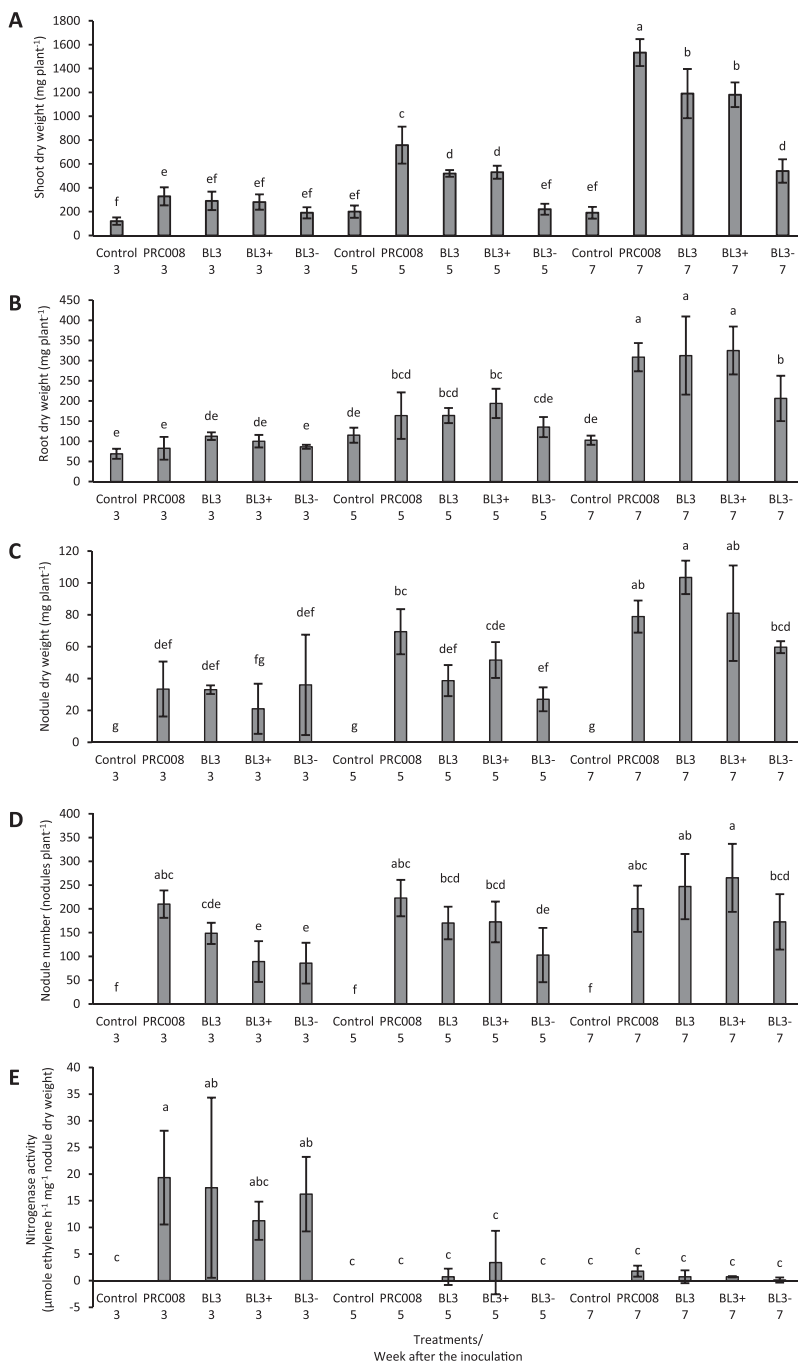 A
Shoot dry weight (mg plant⁻¹)
1800
1600
1400
1200
1000
800
600
400
200
0
f e ef ef ef ef c d d ef ef a b b d
Control PRC008 BL3 BL3+ BL3- Control PRC008 BL3 BL3+ BL3- Control PRC008 BL3 BL3+ BL3-
3 3 3 3 3 5 5 5 5 5 7 7 7 7 7
B
Root dry weight (mg plant⁻¹)
450
400
350
300
250
200
150
100
50
0
e e de de e de bcd bcd bc cde de a a a b
Control PRC008 BL3 BL3+ BL3- Control PRC008 BL3 BL3+ BL3- Control PRC008 BL3 BL3+ BL3-
3 3 3 3 3 5 5 5 5 5 7 7 7 7 7
C
Nodule dry weight (mg plant⁻¹)
120
100
80
60
40
20
0
g def def fg def g bc def cde ef g ab a ab bcd
Control PRC008 BL3 BL3+ BL3- Control PRC008 BL3 BL3+ BL3- Control PRC008 BL3 BL3+ BL3-
3 3 3 3 3 5 5 5 5 5 7 7 7 7 7
D
Nodule number (nodules plant⁻¹)
400
350
300
250
200
150
100
50
0
f abc cde e e f abc bcd bcd de f abc ab a bcd
Control PRC008 BL3 BL3+ BL3- Control PRC008 BL3 BL3+ BL3- Control PRC008 BL3 BL3+ BL3-
3 3 3 3 3 5 5 5 5 5 7 7 7 7 7
E
Nitrogenase activity
(µmole ethylene h⁻¹ mg⁻¹ nodule dry weight)
40
35
30
25
20
15
10
5
0
-5
c a ab abc ab c c c c c c c c c c
Control PRC008 BL3 BL3+ BL3- Control PRC008 BL3 BL3+ BL3- Control PRC008 BL3 BL3+ BL3-
3 3 3 3 3 5 5 5 5 5 7 7 7 7 7
Treatments/
Week after the inoculation